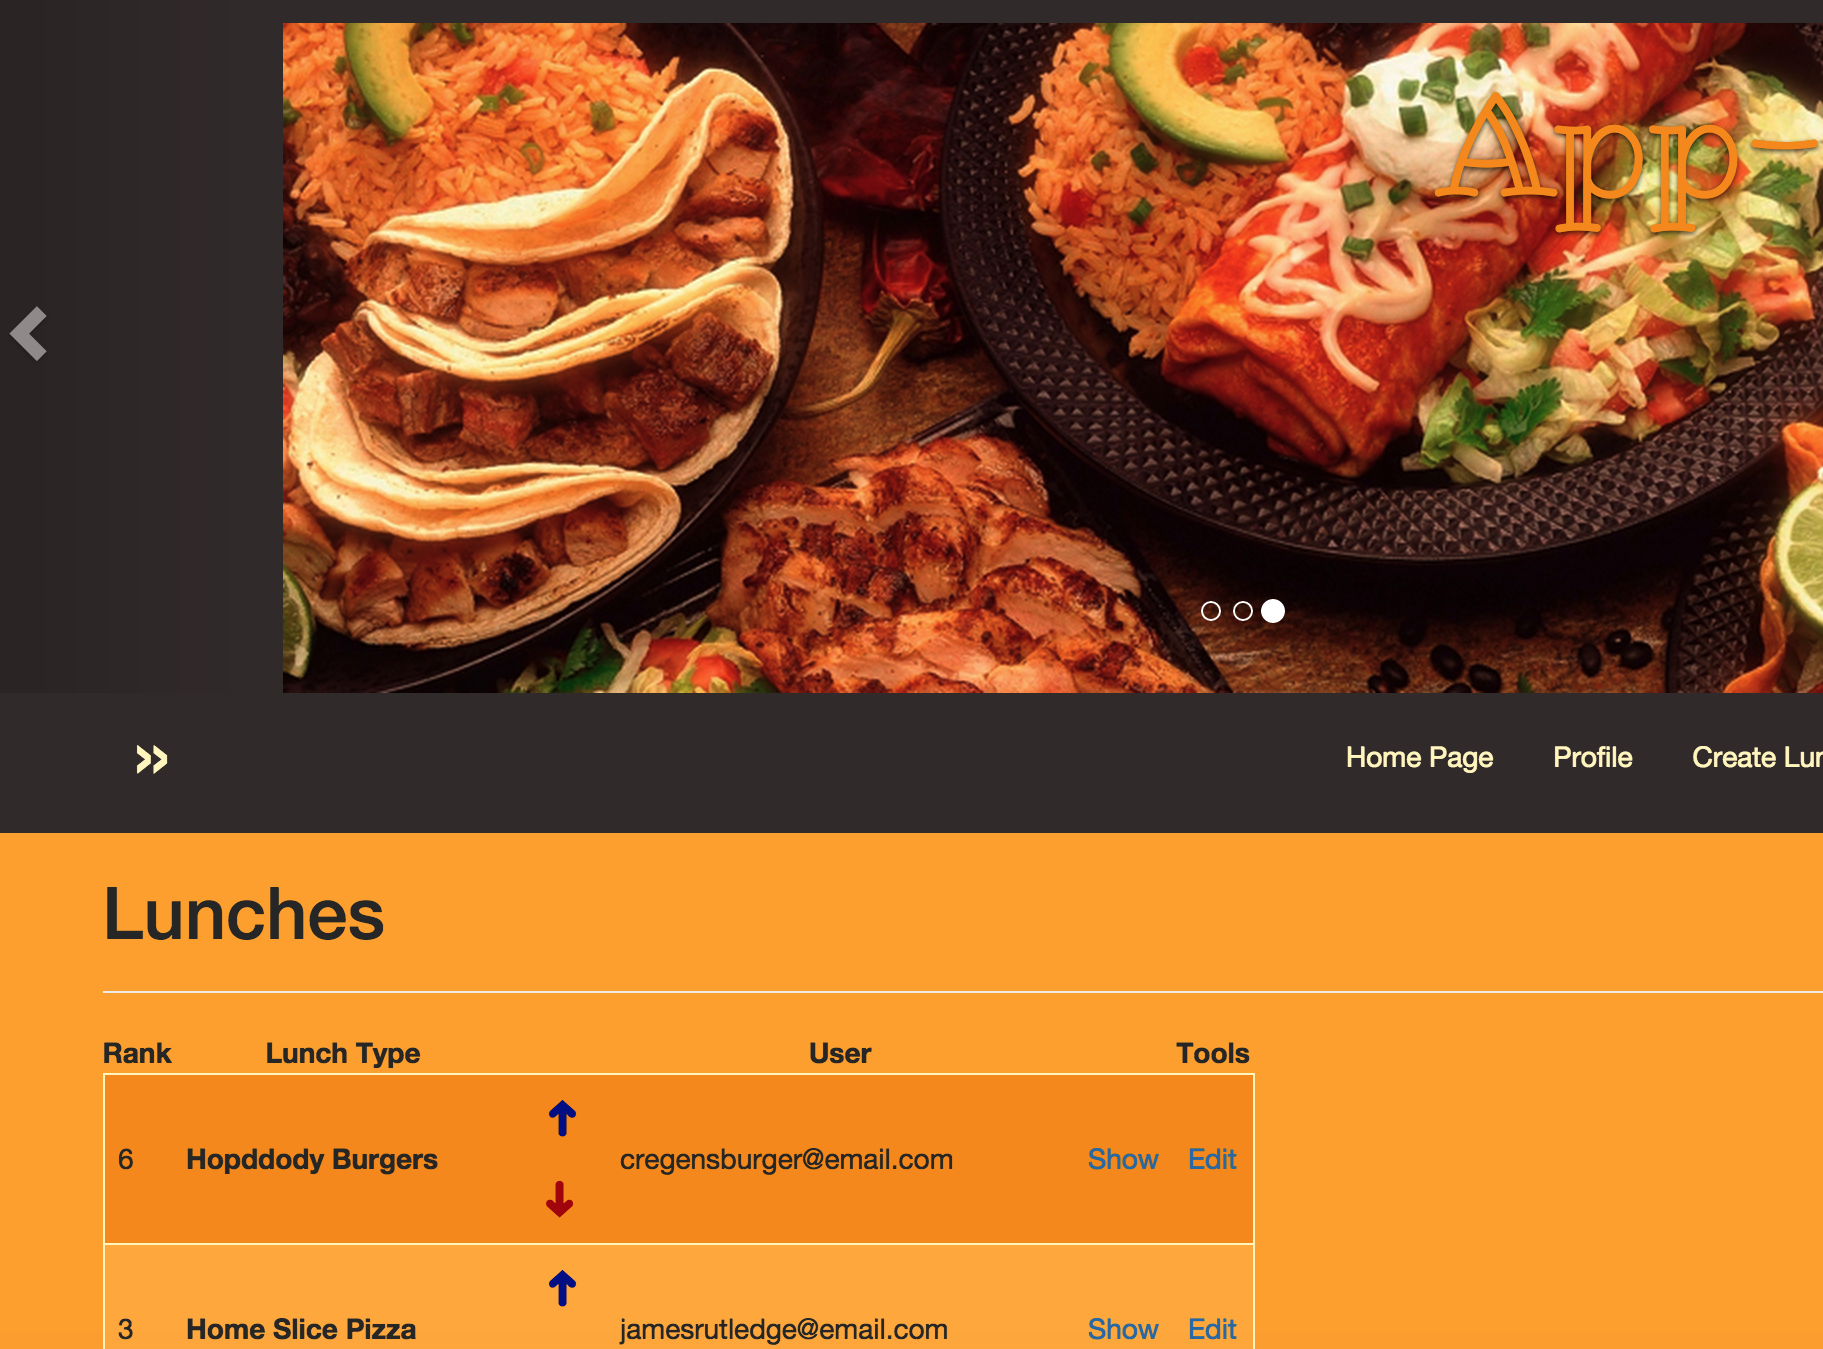 App-
»
Home Page Profile Create Lun
Lunches
Rank Lunch Type User Tools
6 Hopddody Burgers cregensburger@email.com Show Edit
3 Home Slice Pizza jamesrutledge@email.com Show Edit